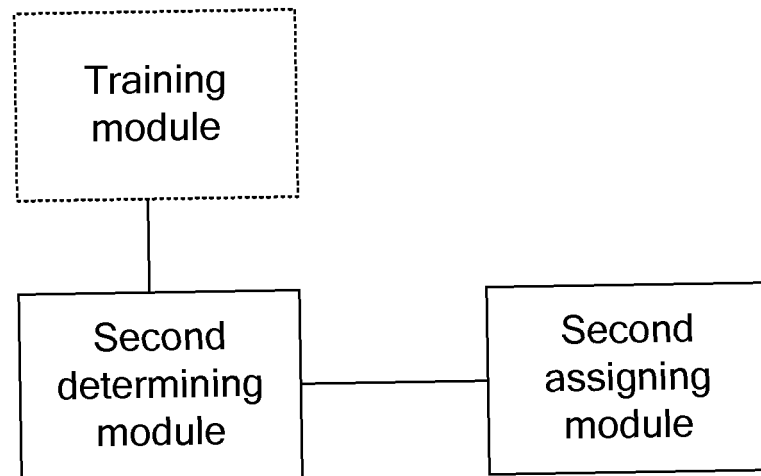 Training
module
Second
determining
module
Second
assigning
module